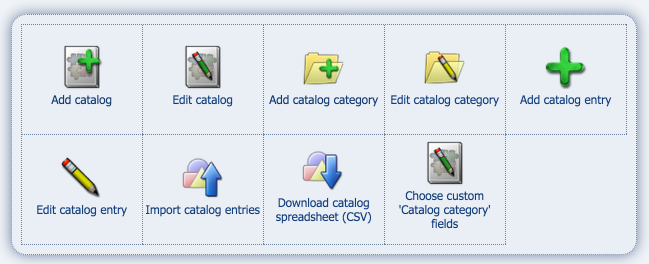 Add catalog
Edit catalog
Add catalog category
Edit catalog category
Add catalog entry
Edit catalog entry
Import catalog entries
Download catalog
spreadsheet (CSV)
Choose custom
'Catalog category'
fields